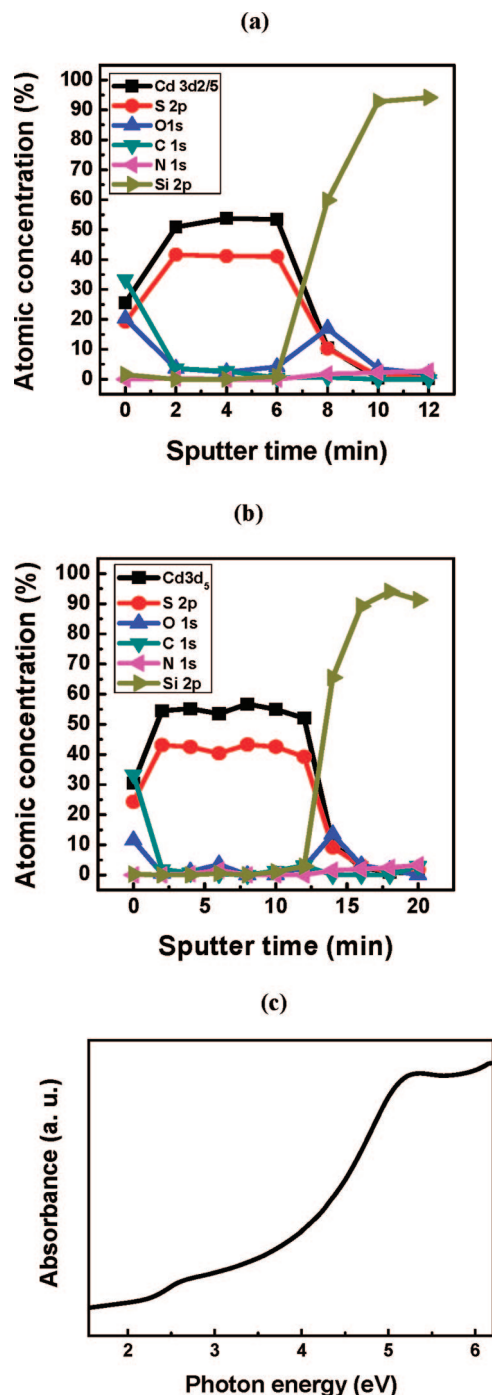 (a)
Atomic concentration (%)
100
90
80
70
60
50
40
30
20
10
0
Cd 3d2/5
S 2p
O1s
C 1s
N 1s
Si 2p
0 2 4 6 8 10 12
Sputter time (min)
(b)
Atomic concentration (%)
100
90
80
70
60
50
40
30
20
10
0
Cd3d5
S 2p
O 1s
C 1s
N 1s
Si 2p
0 5 10 15 20
Sputter time (min)
(c)
Absorbance (a. u.)
2 3 4 5 6
Photon energy (eV)